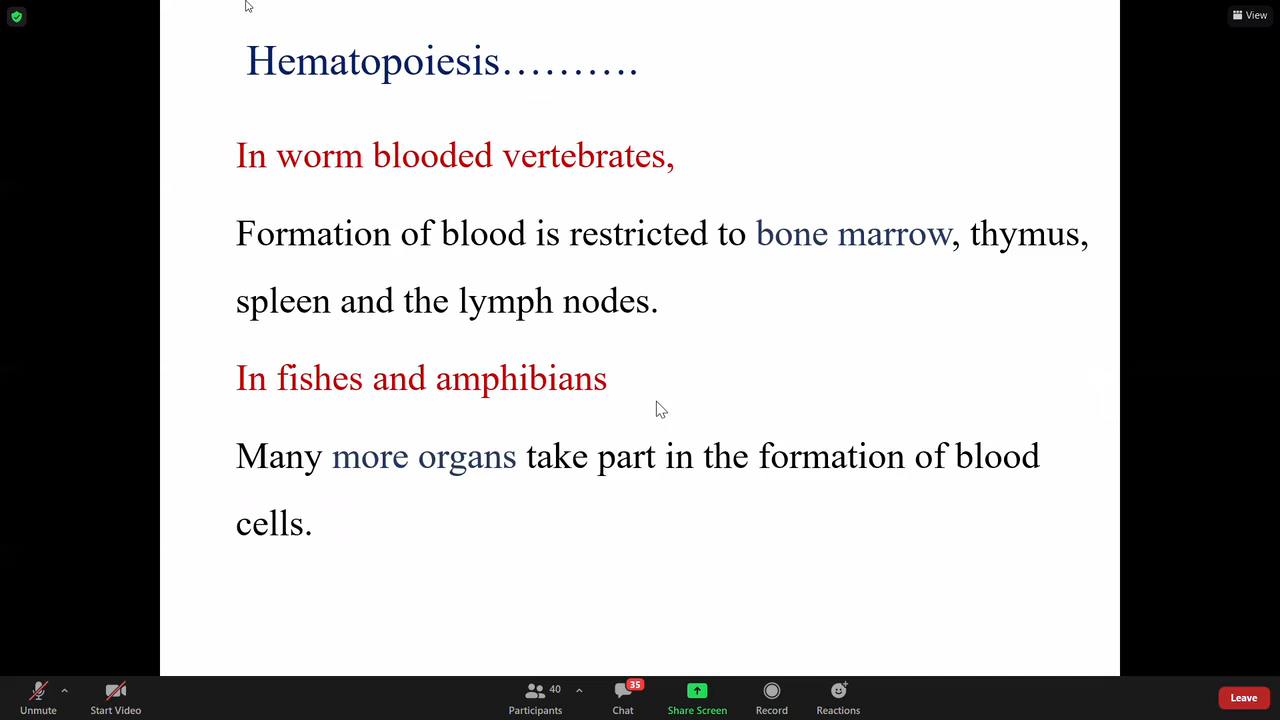 View
Hematopoiesis……….
In worm blooded vertebrates,
Formation of blood is restricted to bone marrow, thymus,
spleen and the lymph nodes.
In fishes and amphibians
Many more organs take part in the formation of blood
cells.
40
35
Unmute
Start Video
Participants
Chat
Share Screen
Record
Reactions
Leave